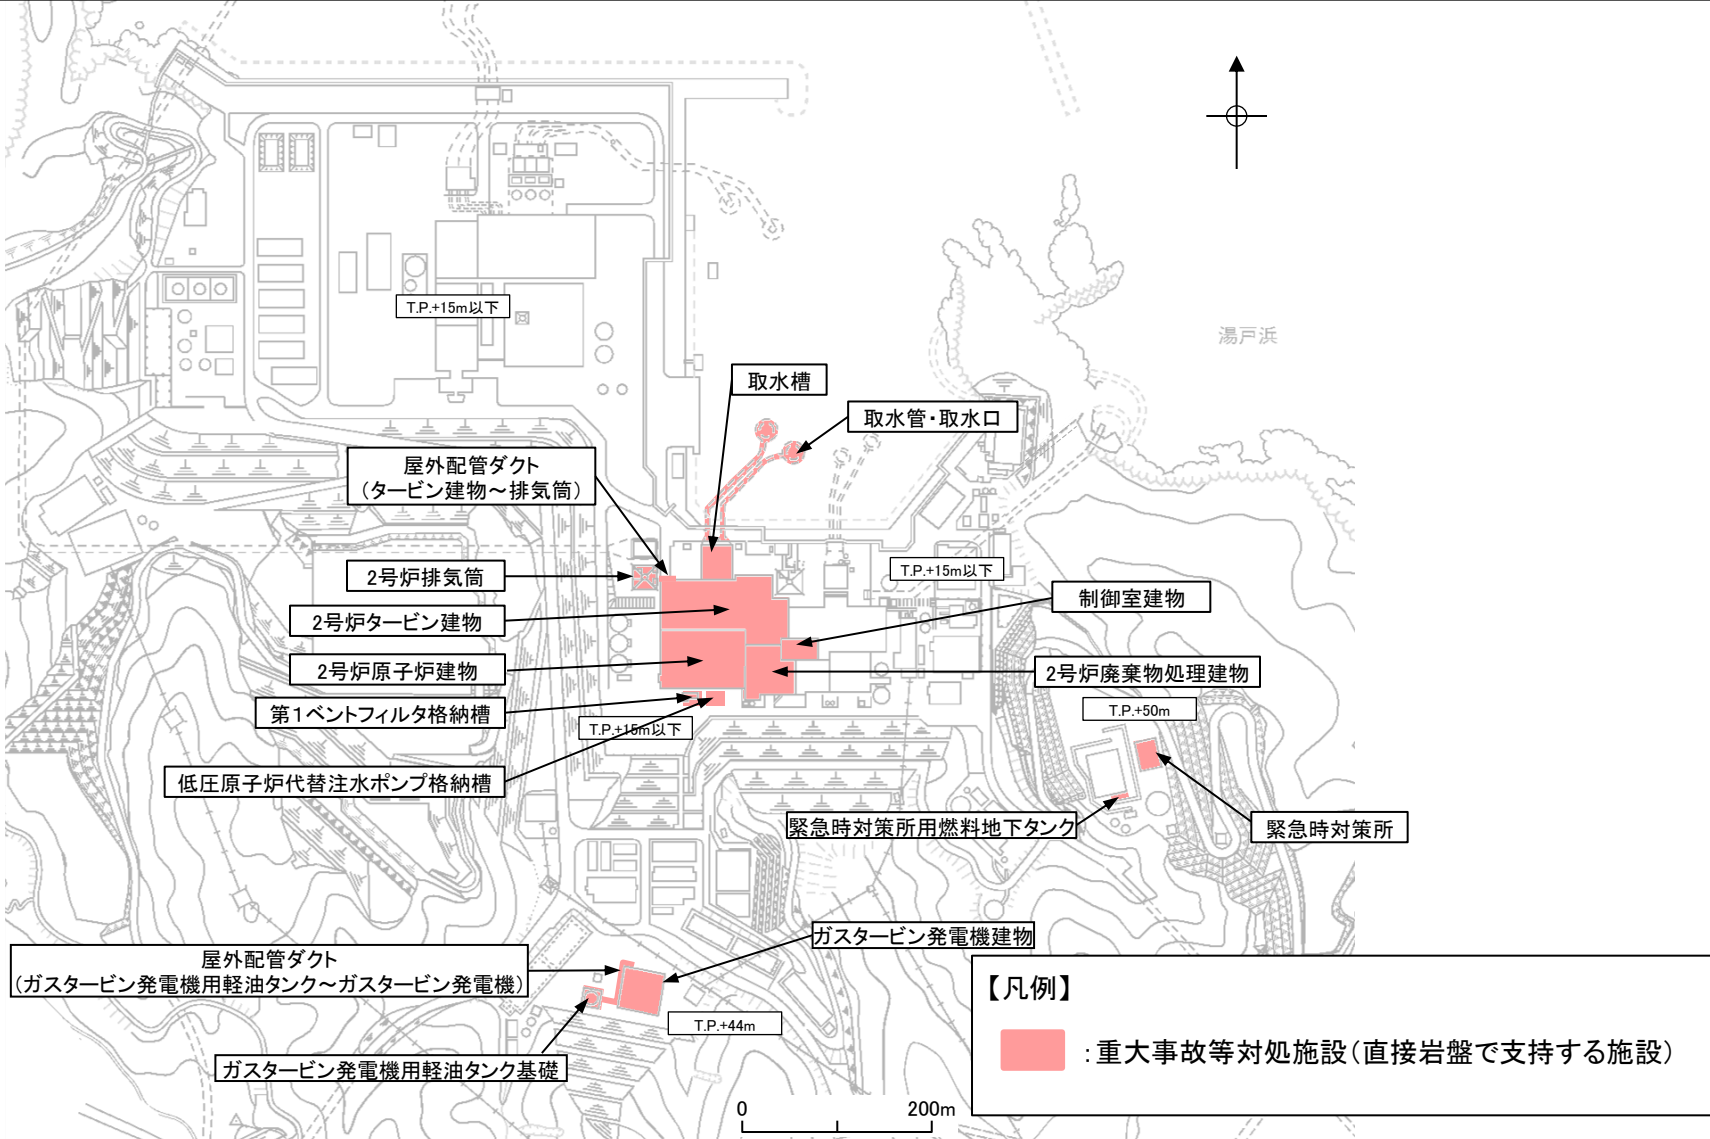 T.P.+15m以下
湯戸浜
取水槽
取水管・取水口
屋外配管ダクト
（タービン建物～排気筒）
2号炉排気筒
T.P.+15m以下
制御室建物
2号炉タービン建物
2号炉原子炉建物
2号炉廃棄物処理建物
第１ベントフィルタ格納槽
T.P.+50m
T.P.+15m以下
低圧原子炉代替注水ポンプ格納槽
緊急時対策所用燃料地下タンク
緊急時対策所
ガスタービン発電機建物
屋外配管ダクト
（ガスタービン発電機用軽油タンク～ガスタービン発電機）
T.P.+44m
ガスタービン発電機用軽油タンク基礎
【凡例】
：重大事故等対処施設（直接岩盤で支持する施設）
0 200m